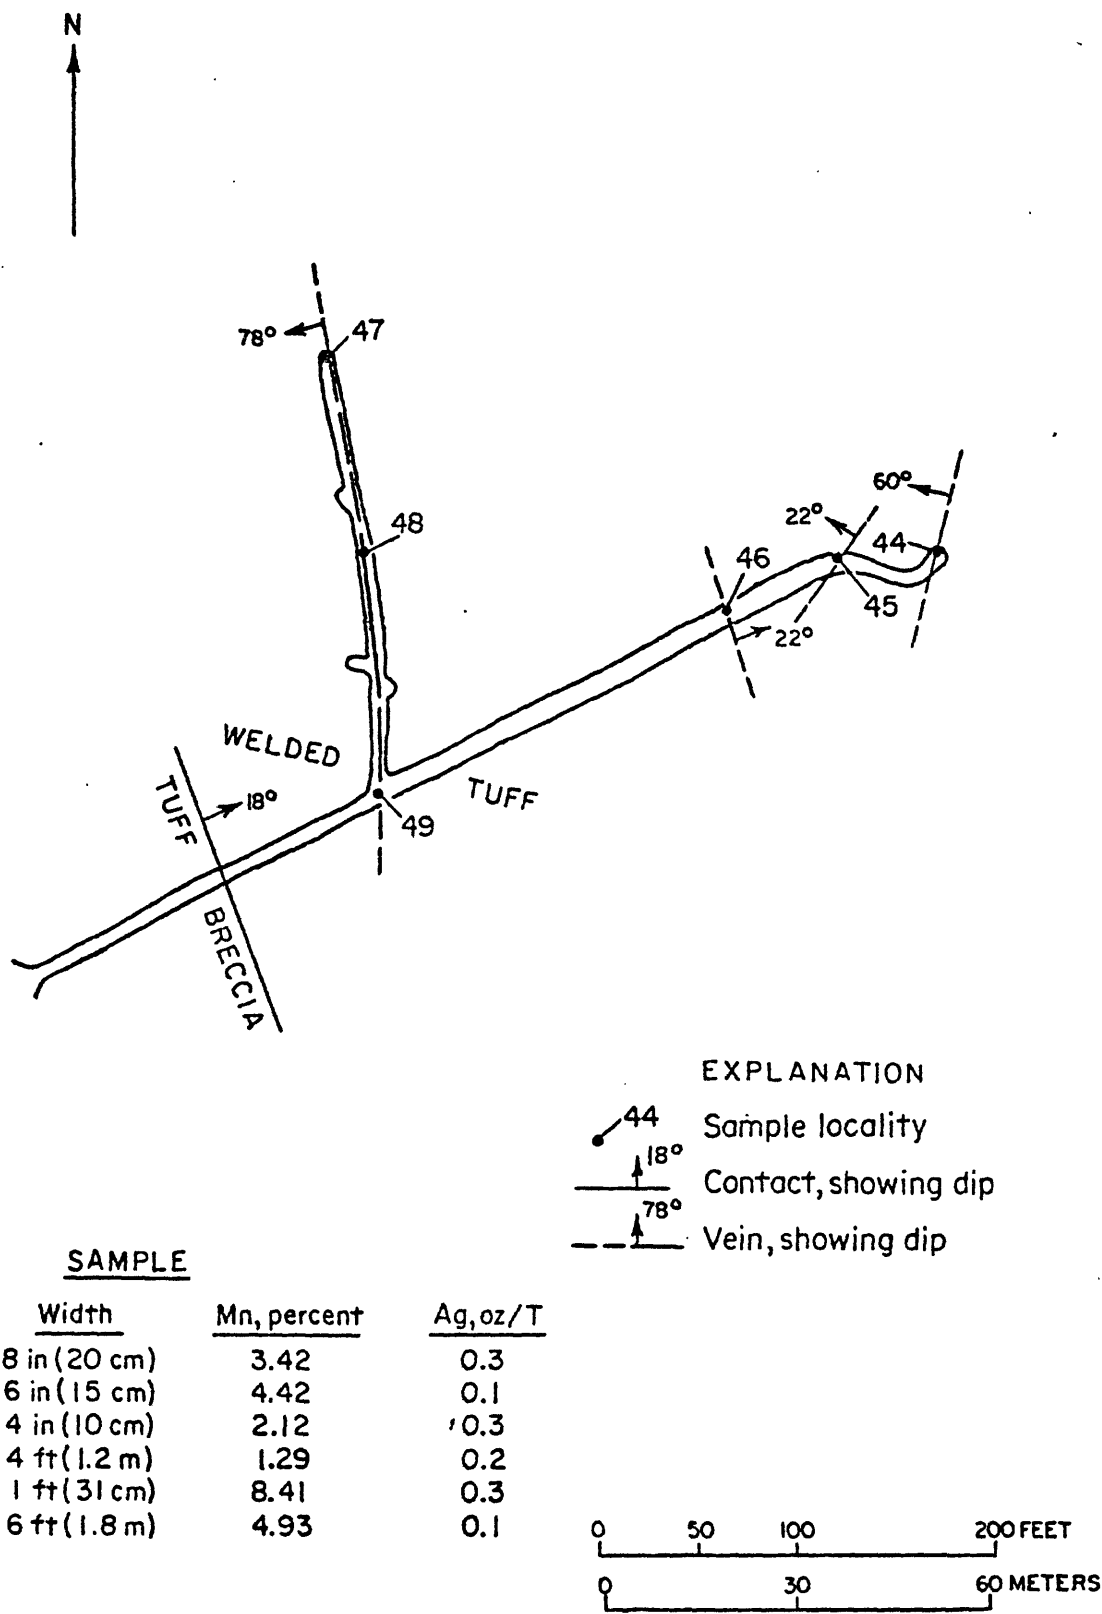 N
78°
47
60°
48
22°
44
46
45
22°
WELDED
TUFF
TUFF
18°
49
BRECCIA
EXPLANATION
44
Sample locality
18°
Contact, showing dip
78°
Vein, showing dip
SAMPLE
Width Mn, percent Ag, oz/T
8 in (20 cm) 3.42 0.3
6 in (15 cm) 4.42 0.1
4 in (10 cm) 2.12 0.3
4 ft (1.2 m) 1.29 0.2
1 ft (31 cm) 8.41 0.3
6 ft (1.8 m) 4.93 0.1
0 50 100 200 FEET
0 30 60 METERS